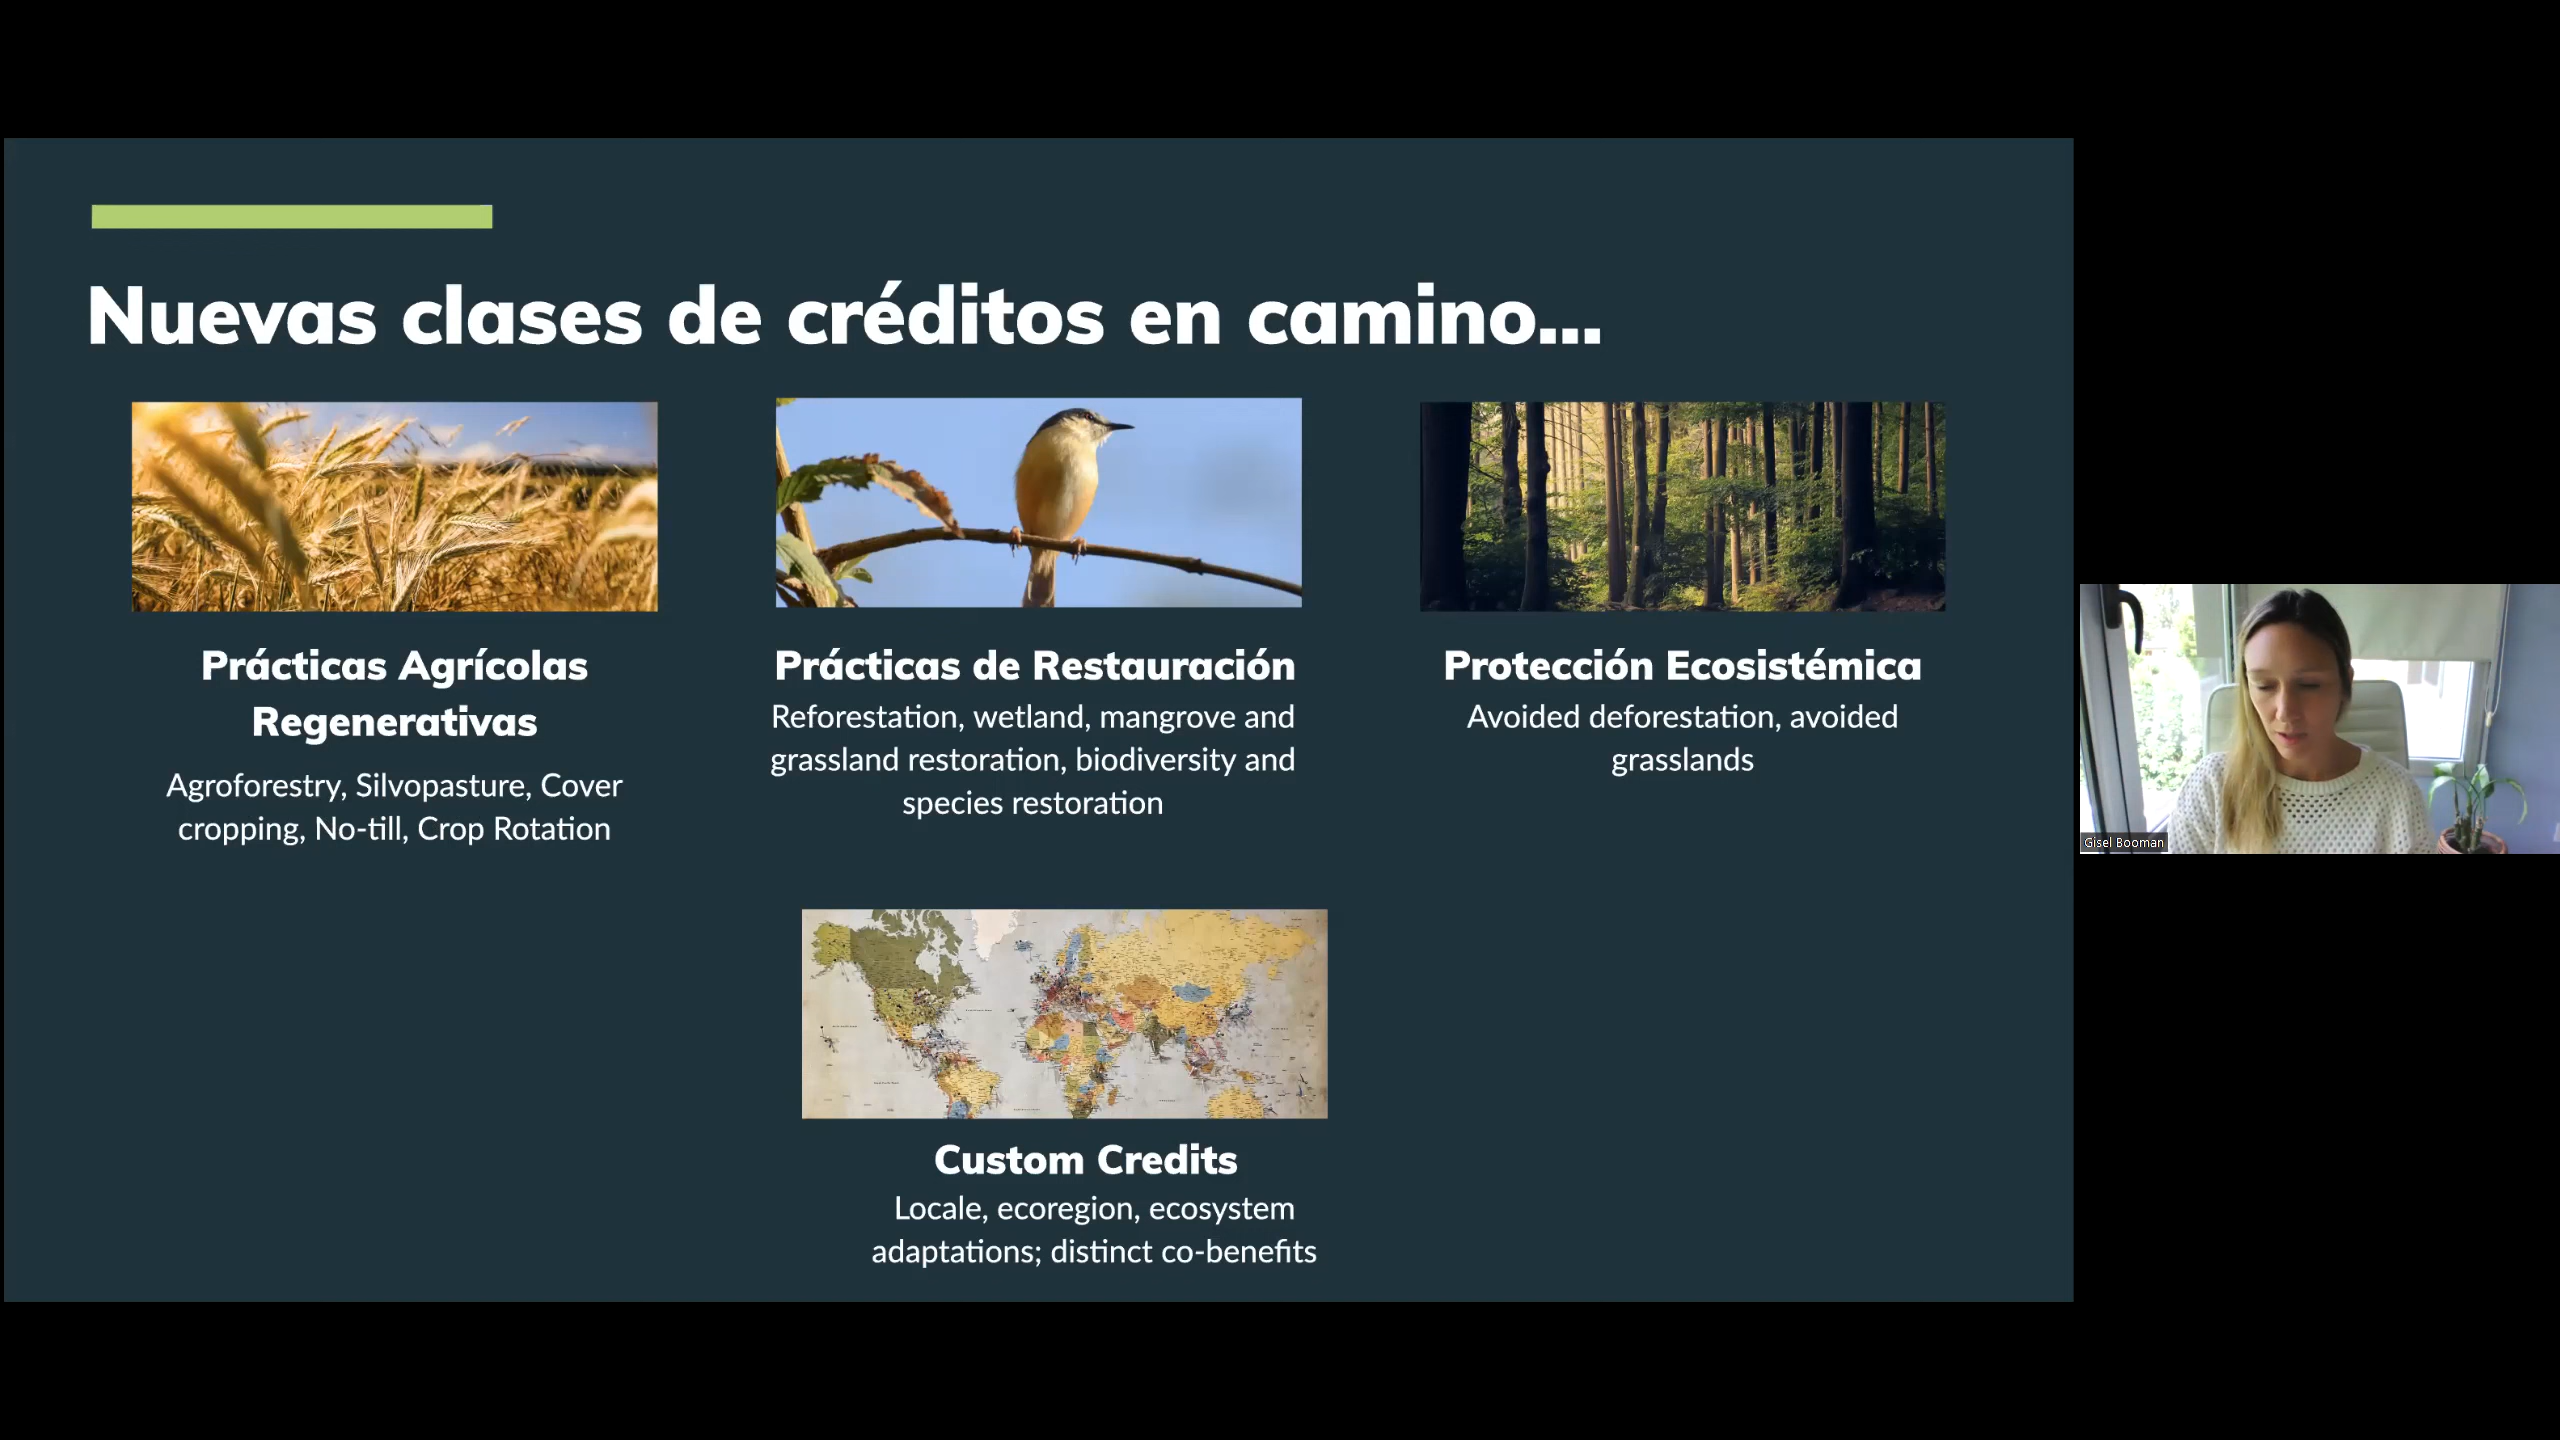 Nuevas clases de créditos en camino...
Prácticas Agrícolas
Regenerativas
Agroforestry, Silvopasture, Cover
cropping, No-till, Crop Rotation
Prácticas de Restauración
Reforestation, wetland, mangrove and
grassland restoration, biodiversity and
species restoration
Protección Ecosistémica
Avoided deforestation, avoided
grasslands
Custom Credits
Locale, ecoregion, ecosystem
adaptations; distinct co-benefits
Gisel Booman